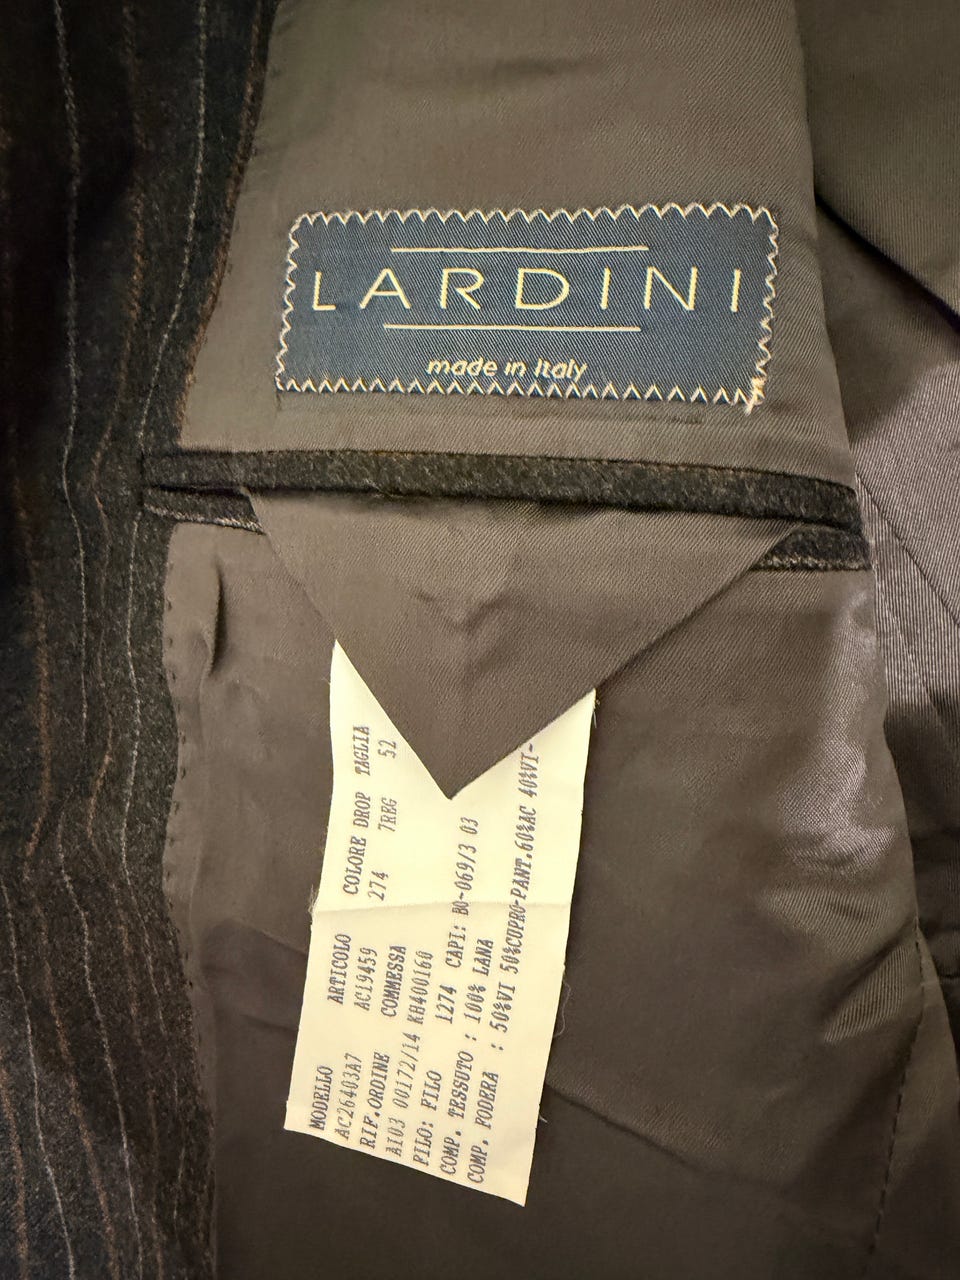 LARDINI
made in Italy
MODELLO ARTICOLO COLORE DROP TAGLIA
AC26403A7 AC19459 274 7REG 52
RIF.ORDINE COMMESSA
A103 00172/14 KH400160
FILO: FILO 1274 CAPI: BO-069/3 03
COMP. TESSUTO : 100% LANA
COMP. FODERA : 50%VI 50%CUPRO-PANT.60%AC 40%VI-